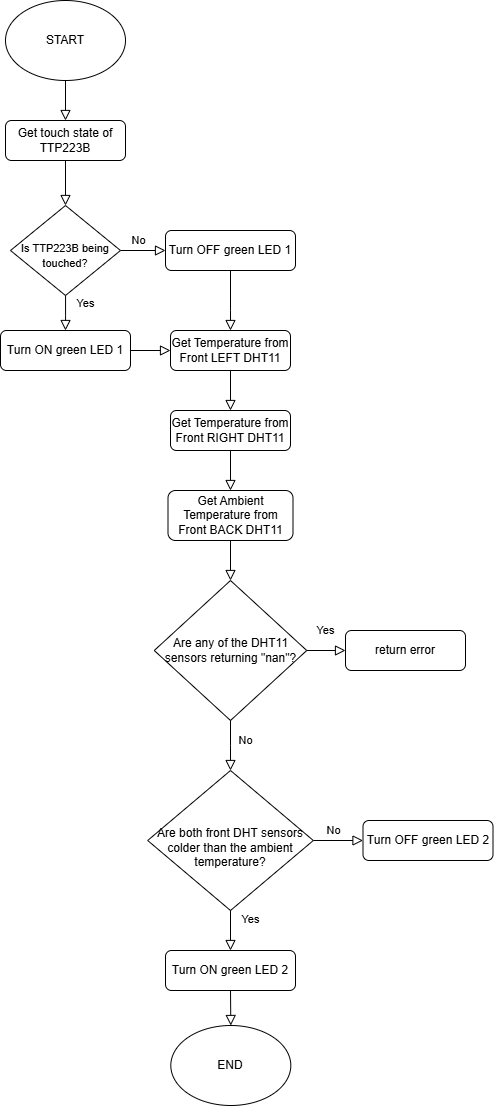 START
Get touch state of
TTP223B
Is TTP223B being
touched?
No
Turn OFF green LED 1
Yes
Turn ON green LED 1
Get Temperature from
Front LEFT DHT11
Get Temperature from
Front RIGHT DHT11
Get Ambient
Temperature from
Front BACK DHT11
Are any of the DHT11
sensors returning "nan"?
Yes
return error
No
Are both front DHT sensors
colder than the ambient
temperature?
No
Turn OFF green LED 2
Yes
Turn ON green LED 2
END